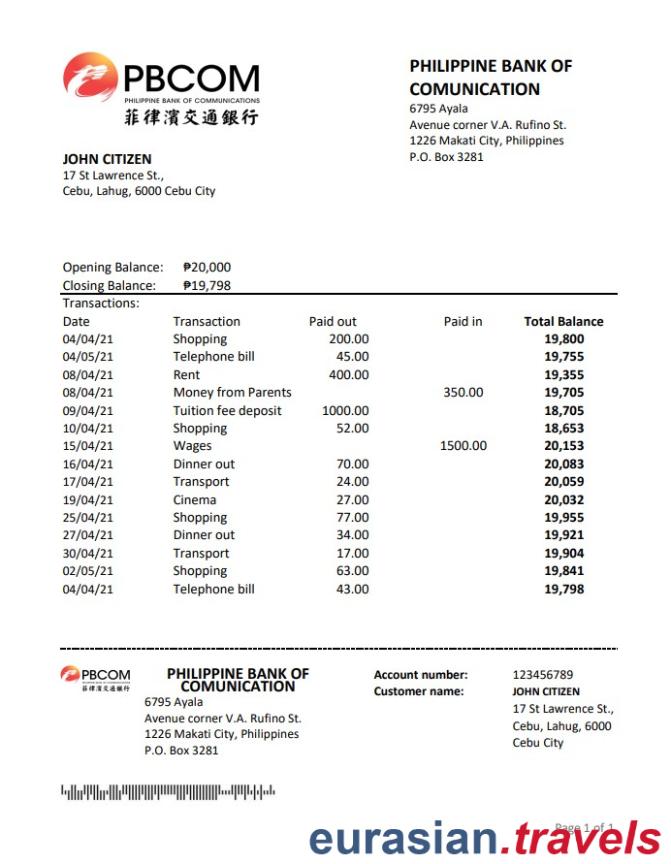 PBCOM
PHILIPPINE BANK OF COMMUNICATIONS
菲律濱交通銀行
PHILIPPINE BANK OF
COMUNICATION
6795 Ayala
Avenue corner V.A. Rufino St.
1226 Makati City, Philippines
P.O. Box 3281
JOHN CITIZEN
17 St Lawrence St.,
Cebu, Lahug, 6000 Cebu City
Opening Balance: ₱20,000
Closing Balance: ₱19,798
Transactions:
Date Transaction Paid out Paid in Total Balance
04/04/21 Shopping 200.00 19,800
04/05/21 Telephone bill 45.00 19,755
08/04/21 Rent 400.00 19,355
08/04/21 Money from Parents 350.00 19,705
09/04/21 Tuition fee deposit 1000.00 18,705
10/04/21 Shopping 52.00 18,653
15/04/21 Wages 1500.00 20,153
16/04/21 Dinner out 70.00 20,083
17/04/21 Transport 24.00 20,059
19/04/21 Cinema 27.00 20,032
25/04/21 Shopping 77.00 19,955
27/04/21 Dinner out 34.00 19,921
30/04/21 Transport 17.00 19,904
02/05/21 Shopping 63.00 19,841
04/04/21 Telephone bill 43.00 19,798
PBCOM
PHILIPPINE BANK OF COMMUNICATIONS
菲律濱交通銀行
PHILIPPINE BANK OF
COMUNICATION
6795 Ayala
Avenue corner V.A. Rufino St.
1226 Makati City, Philippines
P.O. Box 3281
Account number: 123456789
Customer name: JOHN CITIZEN
17 St Lawrence St.,
Cebu, Lahug, 6000
Cebu City
Page 1 of 1
eurasian.travels